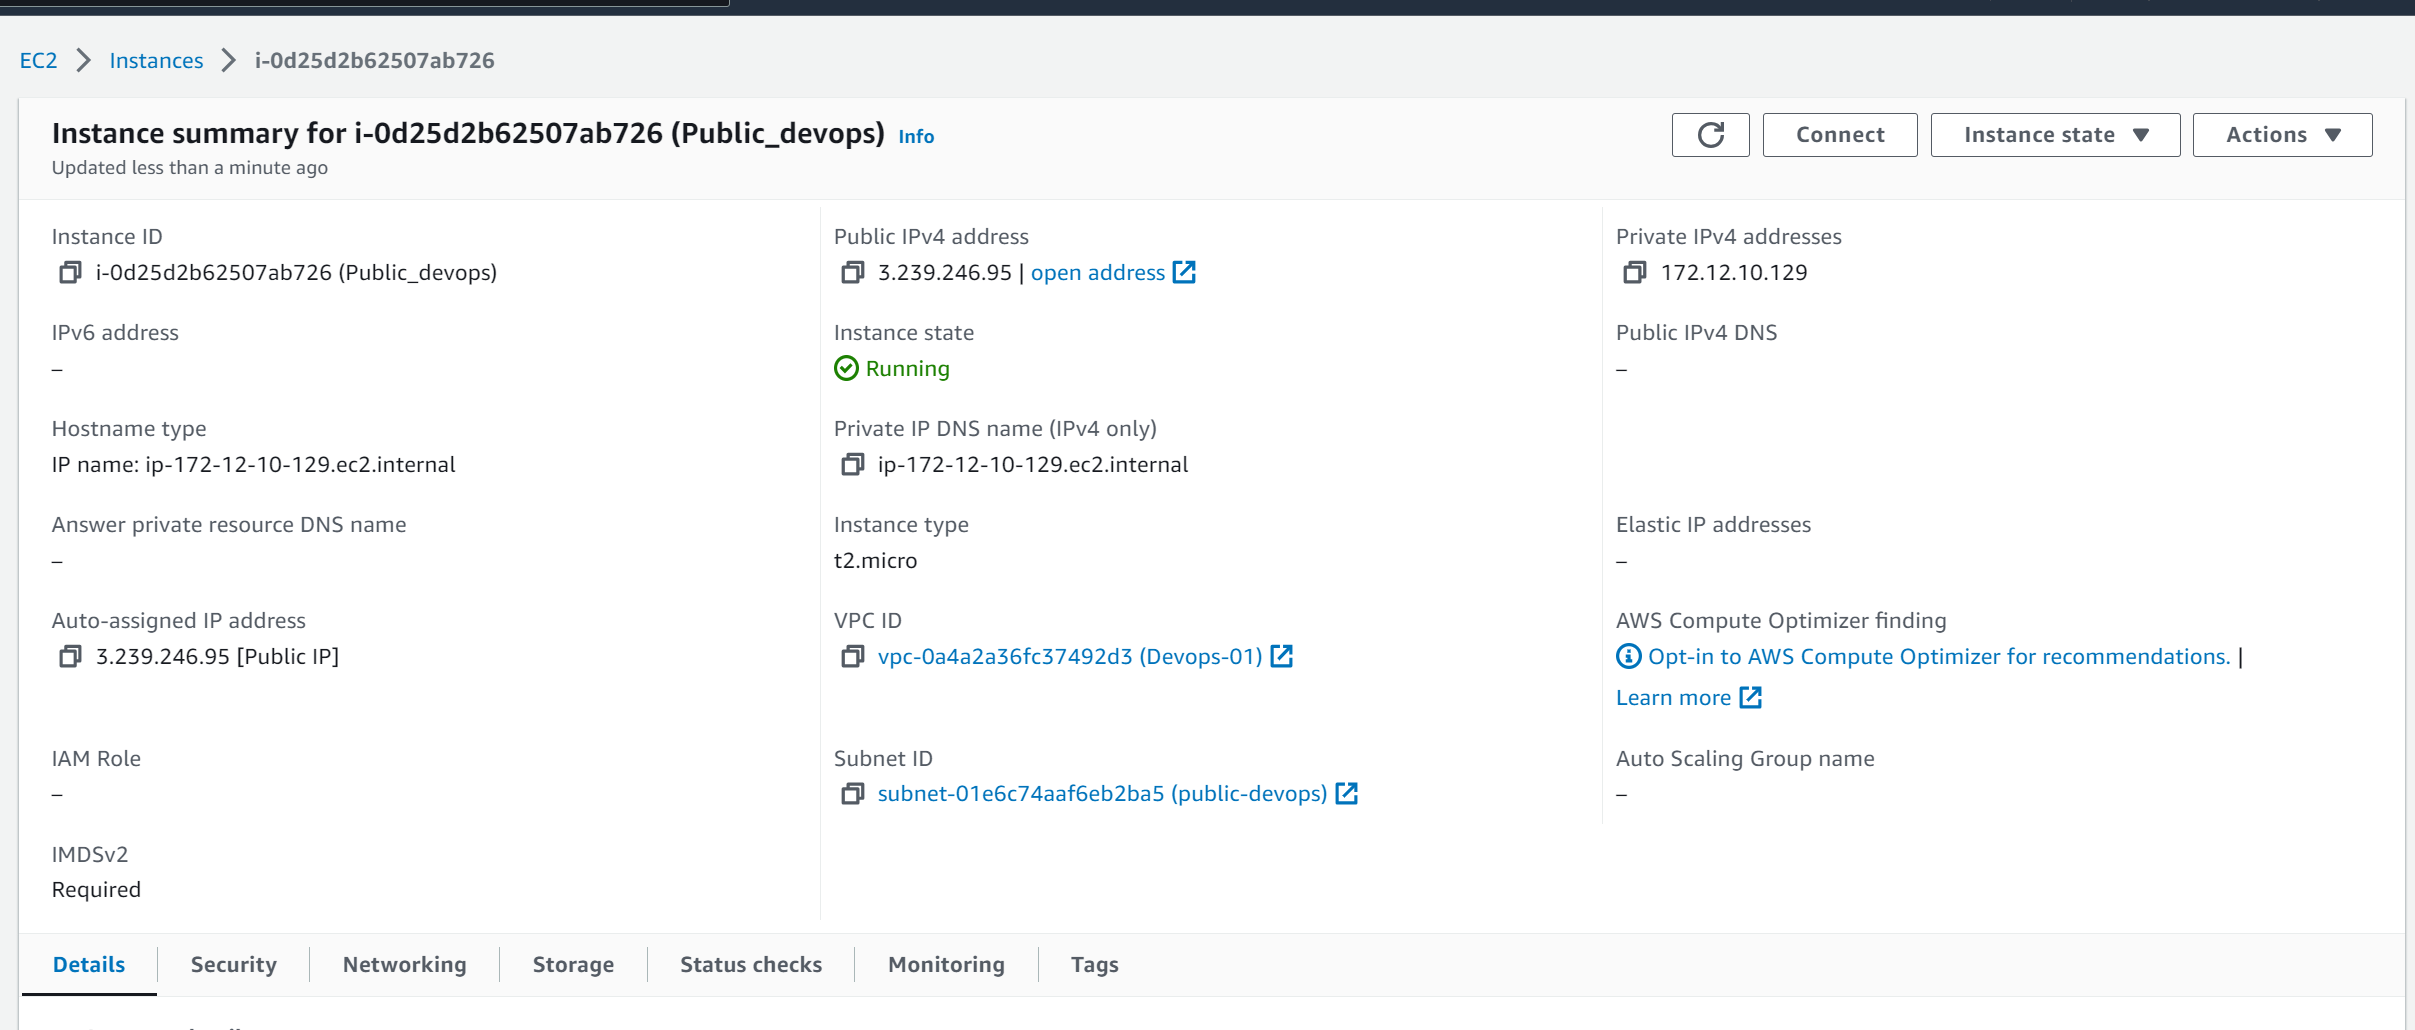 EC2 > Instances > i-0d25d2b62507ab726
Instance summary for i-0d25d2b62507ab726 (Public_devops) Info
Updated less than a minute ago
Connect
Instance state
Actions
Instance ID
i-0d25d2b62507ab726 (Public_devops)
Public IPv4 address
3.239.246.95 | open address
Private IPv4 addresses
172.12.10.129
IPv6 address
–
Instance state
Running
Public IPv4 DNS
–
Hostname type
IP name: ip-172-12-10-129.ec2.internal
Private IP DNS name (IPv4 only)
ip-172-12-10-129.ec2.internal
Answer private resource DNS name
–
Instance type
t2.micro
Elastic IP addresses
–
Auto-assigned IP address
3.239.246.95 [Public IP]
VPC ID
vpc-0a4a2a36fc37492d3 (Devops-01)
AWS Compute Optimizer finding
Opt-in to AWS Compute Optimizer for recommendations. |
Learn more
IAM Role
–
Subnet ID
subnet-01e6c74aaf6eb2ba5 (public-devops)
Auto Scaling Group name
–
IMDSv2
Required
Details
Security
Networking
Storage
Status checks
Monitoring
Tags